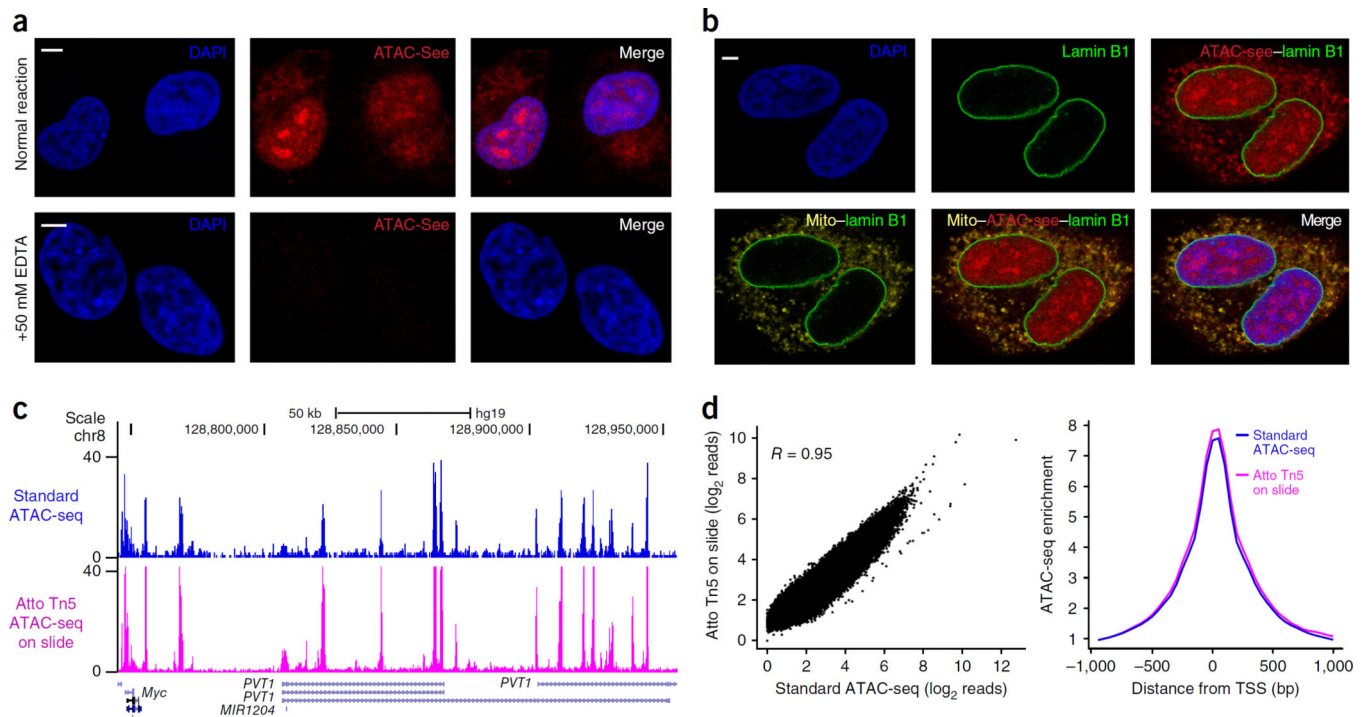 a
Normal reaction
DAPI
ATAC-See
Merge
+50 mM EDTA
DAPI
ATAC-See
Merge
b
DAPI
Lamin B1
ATAC-see–lamin B1
Mito–lamin B1
Mito–ATAC-see–lamin B1
Merge
c
Scale
50 kb
hg19
chr8
128,800,000
128,850,000
128,900,000
128,950,000
40
Standard
ATAC-seq
0
40
Atto Tn5
ATAC-seq
on slide
0
Myc
PVT1
PVT1
PVT1
MIR1204
d
Atto Tn5 on slide (log2 reads)
10
8
6
4
2
0
R = 0.95
0
2
4
6
8
10
12
Standard ATAC-seq (log2 reads)
ATAC-seq enrichment
8
7
6
5
4
3
2
1
Standard
ATAC-seq
Atto Tn5
on slide
–1,000
–500
0
500
1,000
Distance from TSS (bp)